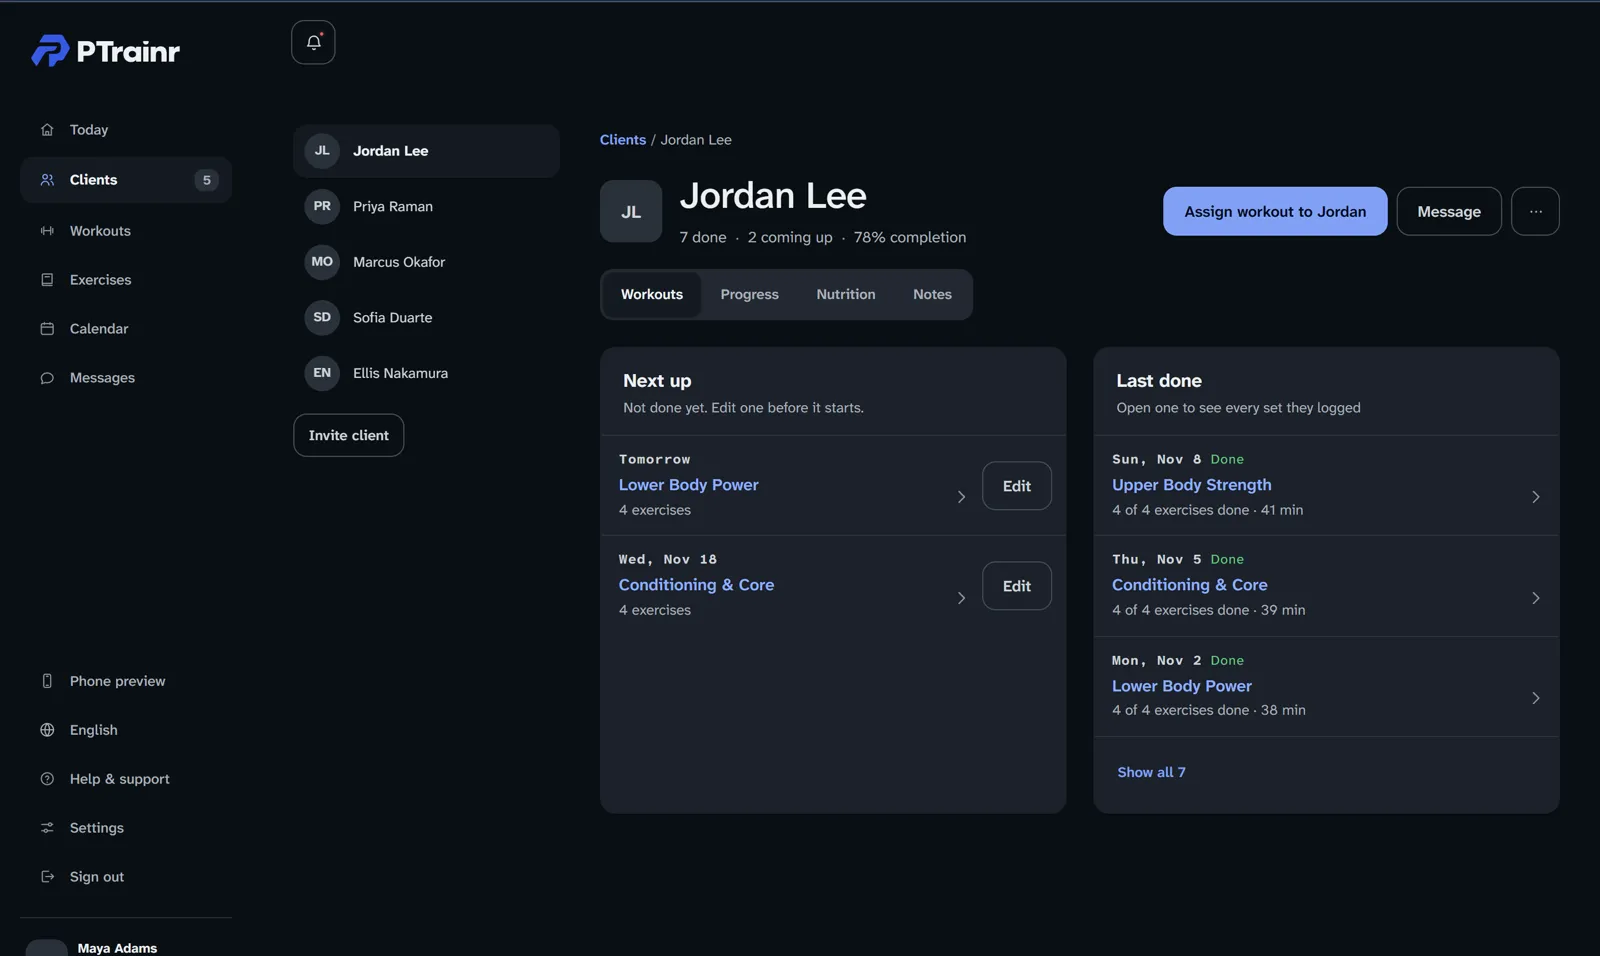 PTrainr
Today
Clients 5
Workouts
Exercises
Calendar
Messages
Phone preview
English
Help & support
Settings
Sign out
Maya Adams
JL Jordan Lee
PR Priya Raman
MO Marcus Okafor
SD Sofia Duarte
EN Ellis Nakamura
Invite client
Clients / Jordan Lee
JL
Jordan Lee
7 done · 2 coming up · 78% completion
Assign workout to Jordan
Message
...
Workouts Progress Nutrition Notes
Next up
Not done yet. Edit one before it starts.
Tomorrow
Lower Body Power
4 exercises
Edit
Wed, Nov 18
Conditioning & Core
4 exercises
Edit
Last done
Open one to see every set they logged
Sun, Nov 8 Done
Upper Body Strength
4 of 4 exercises done · 41 min
Thu, Nov 5 Done
Conditioning & Core
4 of 4 exercises done · 39 min
Mon, Nov 2 Done
Lower Body Power
4 of 4 exercises done · 38 min
Show all 7